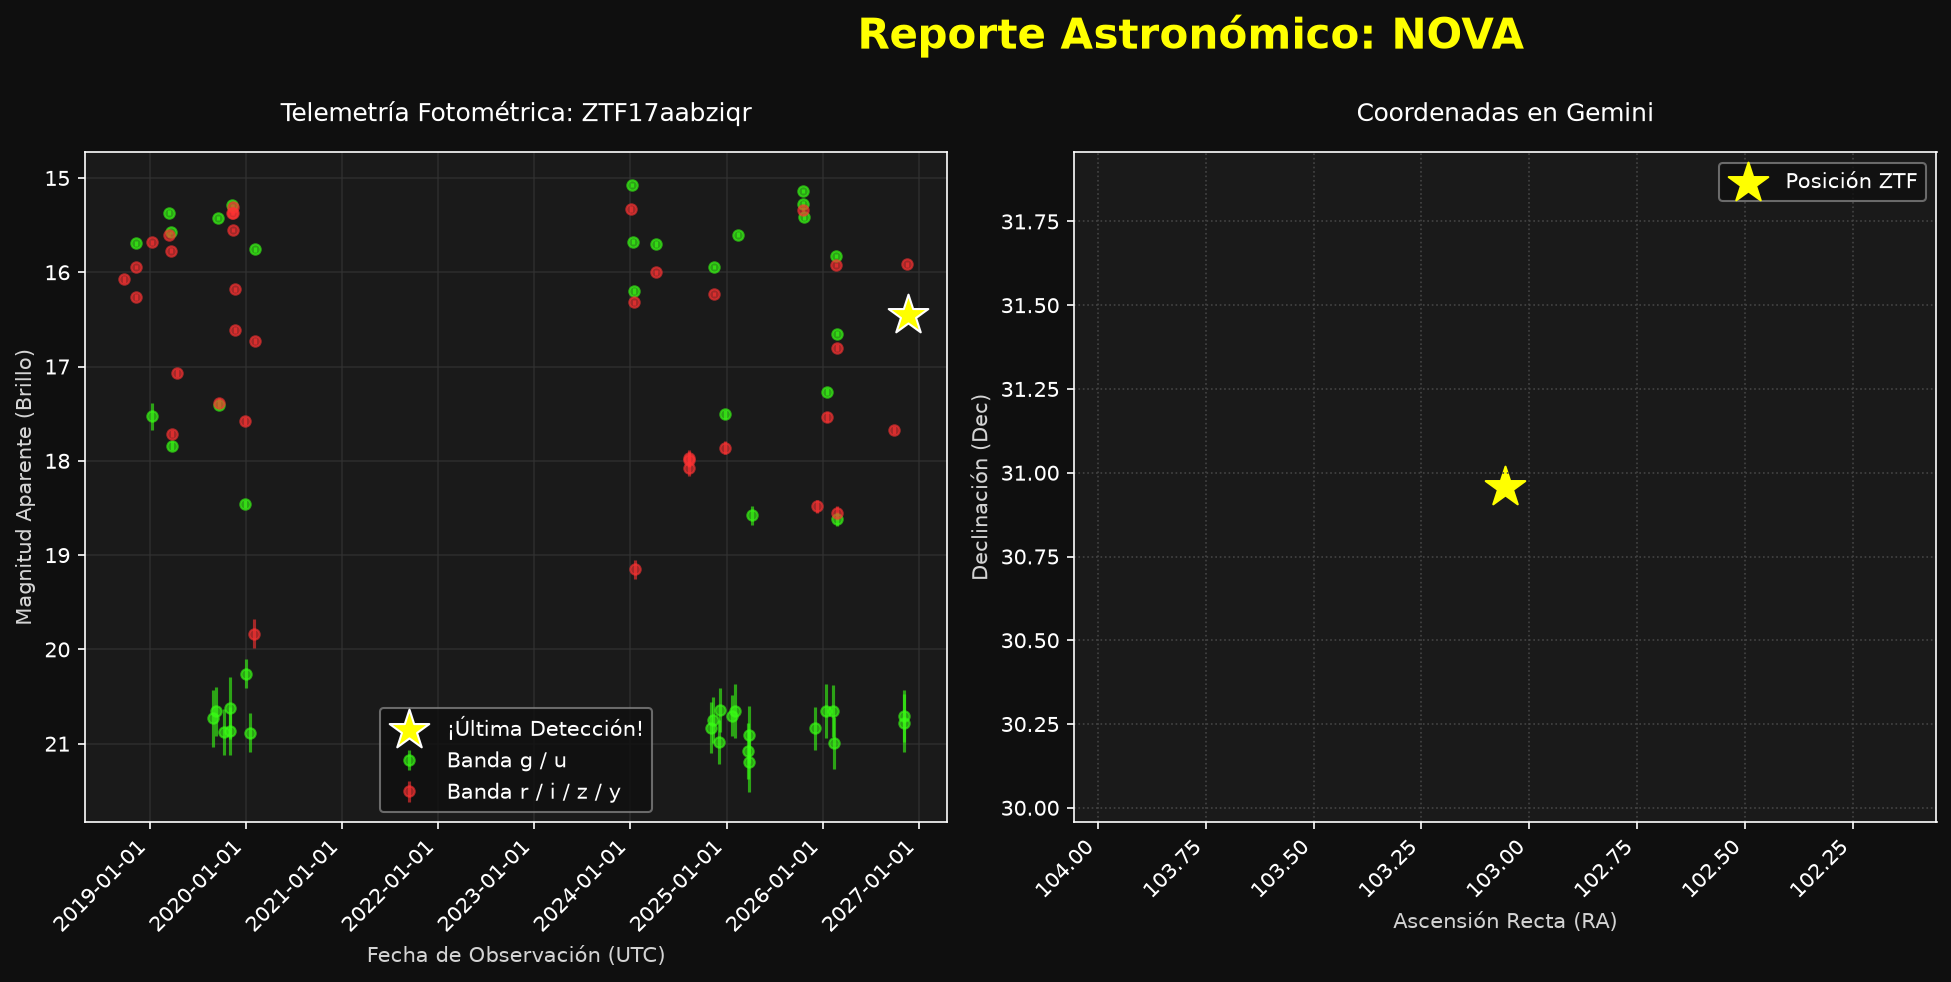 Reporte Astronómico: NOVA
Telemetría Fotométrica: ZTF17aabziqr
Magnitud Aparente (Brillo)
15
16
17
18
19
20
21
¡Última Detección!
Banda g / u
Banda r / i / z / y
2019-01-01
2020-01-01
2021-01-01
2022-01-01
2023-01-01
2024-01-01
2025-01-01
2026-01-01
2027-01-01
Fecha de Observación (UTC)
Coordenadas en Gemini
Posición ZTF
Declinación (Dec)
31.75
31.50
31.25
31.00
30.75
30.50
30.25
30.00
104.00
103.75
103.50
103.25
103.00
102.75
102.50
102.25
Ascensión Recta (RA)